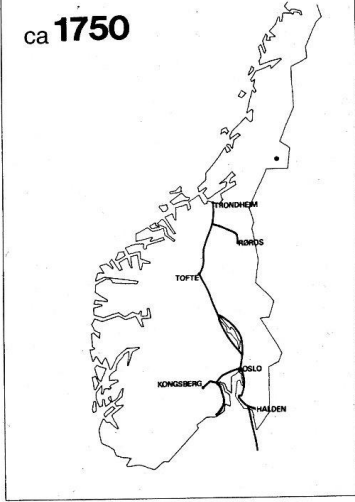 ca 1750
TRONDHEIM
RØROS
TOFTE
OSLO
KONGSBERG
HALDEN